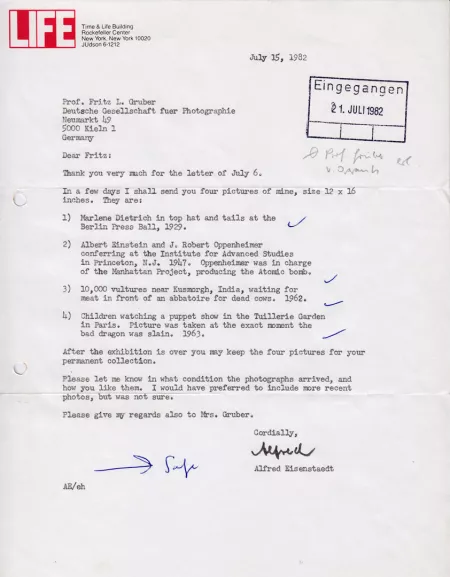 LIFE
Time & Life Building
Rockefeller Center
New York, New York 10020
JUdson 6-1212
July 15, 1982
Eingegangen
21. JULI 1982
Prof. Fritz L. Gruber
Deutsche Gesellschaft fuer Photographie
Neumarkt 49
5000 Kieln 1
Germany
Prof
Dear Fritz:
Thank you very much for the letter of July 6.
In a few days I shall send you four pictures of mine, size 12 x 16
inches. They are:
1) Marlene Dietrich in top hat and tails at the
Berlin Press Ball, 1929.
2) Albert Einstein and J. Robert Oppenheimer
conferring at the Institute for Advanced Studies
in Princeton, N.J. 1947. Oppenheimer was in charge
of the Manhattan Project, producing the Atomic bomb.
3) 10,000 vultures near Kusmorgh, India, waiting for
meat in front of an abbatoire for dead cows. 1962.
4) Children watching a puppet show in the Tuillerie Garden
in Paris. Picture was taken at the exact moment the
bad dragon was slain. 1963.
After the exhibition is over you may keep the four pictures for your
permanent collection.
Please let me know in what condition the photographs arrived, and
how you like them. I would have preferred to include more recent
photos, but was not sure.
Please give my regards also to Mrs. Gruber.
Cordially,
Alfred
Alfred Eisenstaedt
Safe
AE/eh